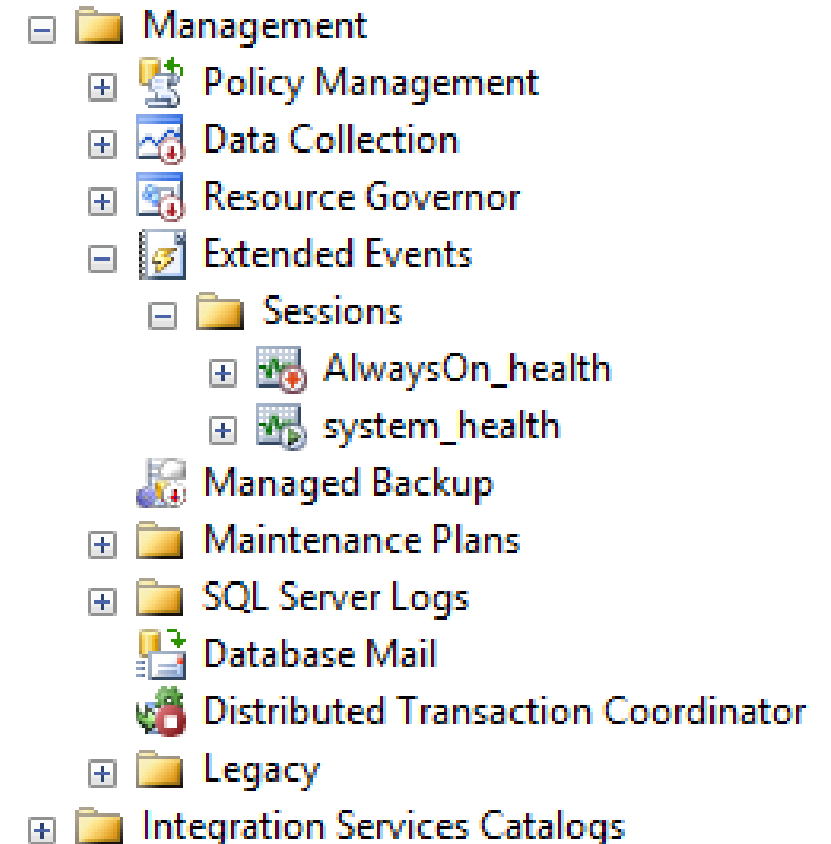 Management
Policy Management
Data Collection
Resource Governor
Extended Events
Sessions
AlwaysOn_health
system_health
Managed Backup
Maintenance Plans
SQL Server Logs
Database Mail
Distributed Transaction Coordinator
Legacy
Integration Services Catalogs